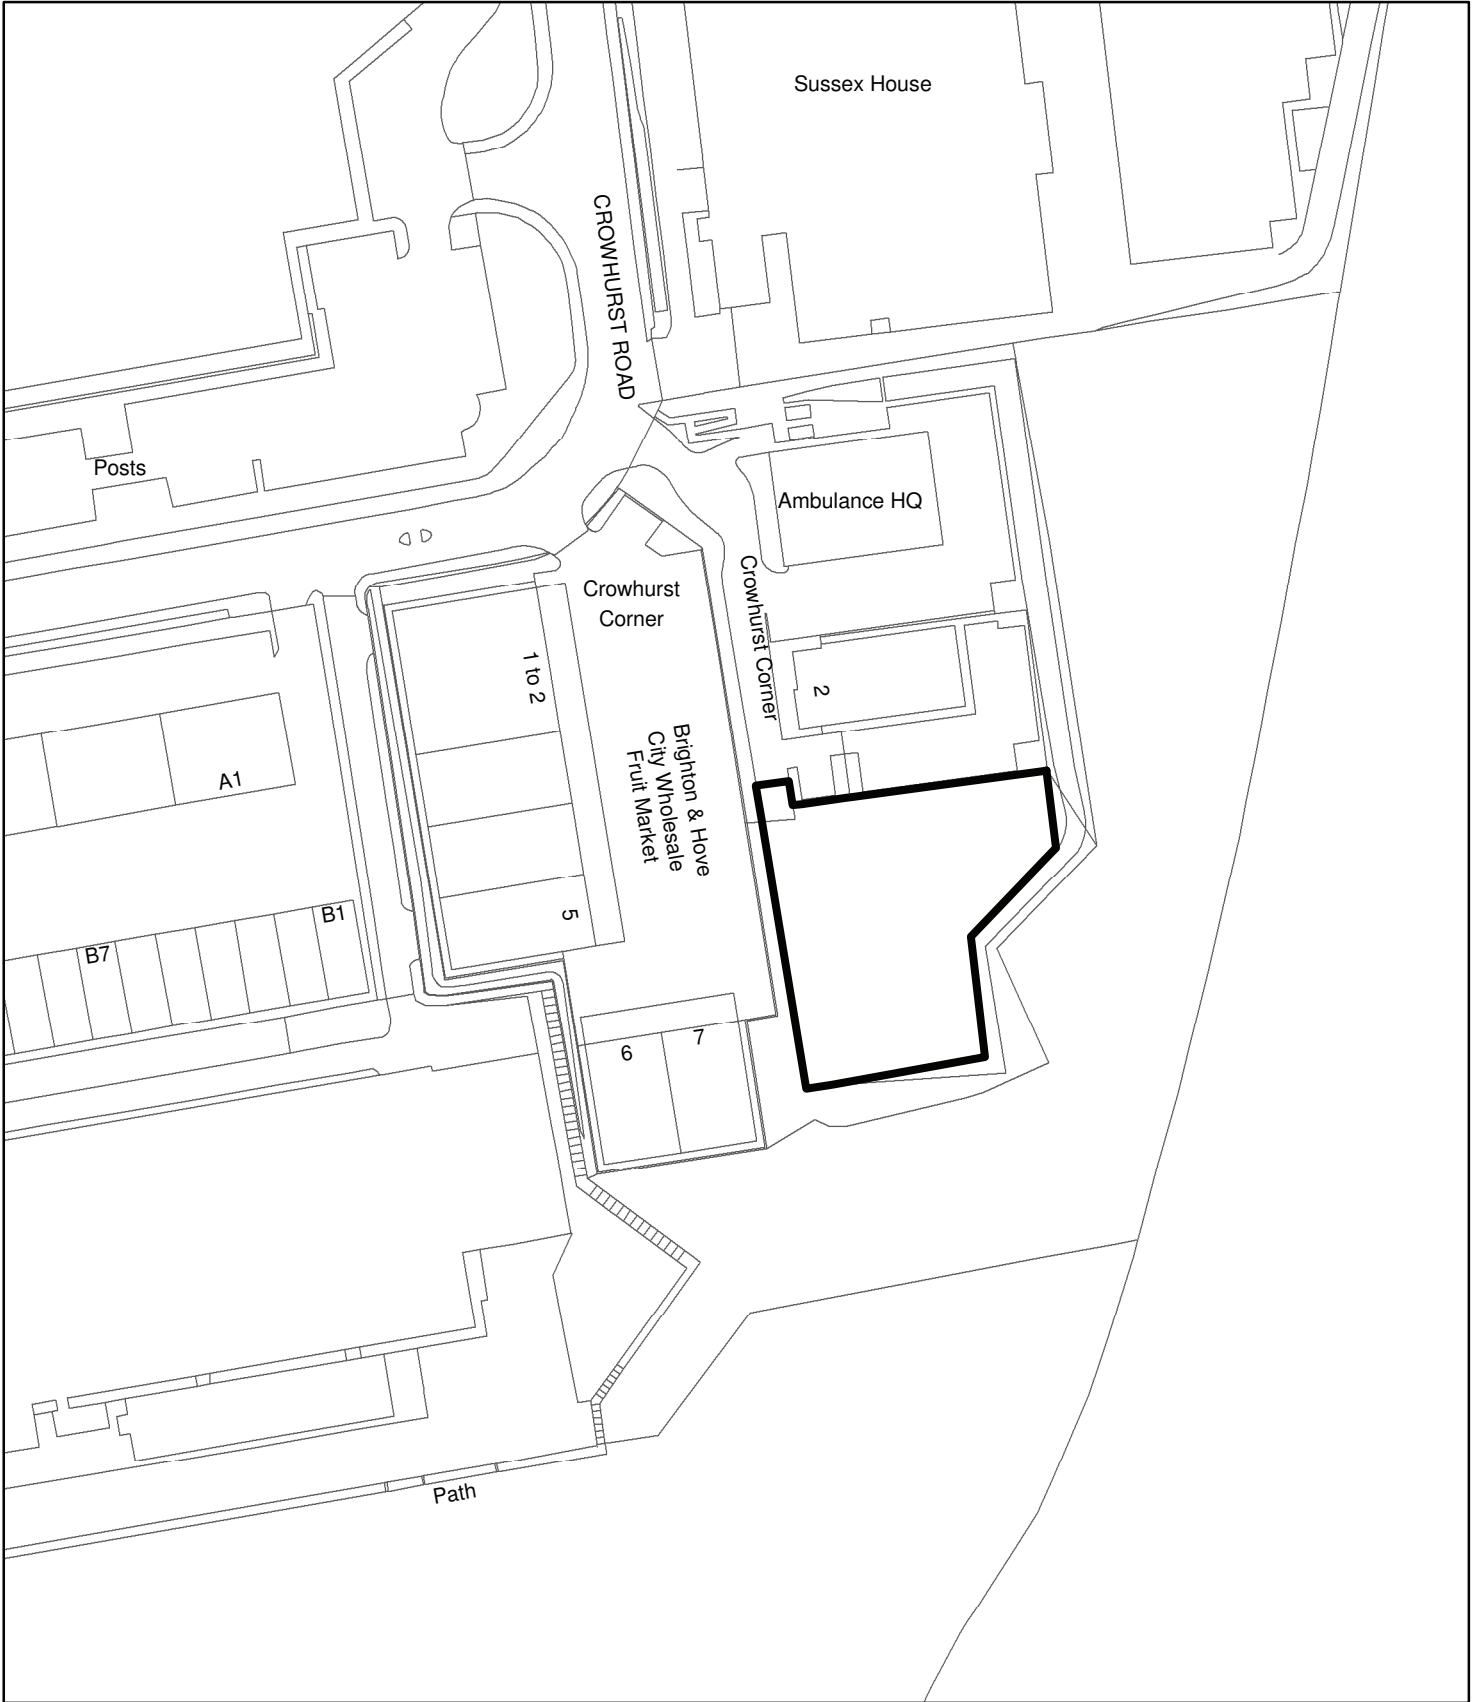 Sussex House
CROWHURST ROAD
Posts
Ambulance HQ
Crowhurst
Corner
Crowhurst Corner
1 to 2
2
Brighton & Hove
City Wholesale
Fruit Market
A1
5
B1
B7
6
7
Path